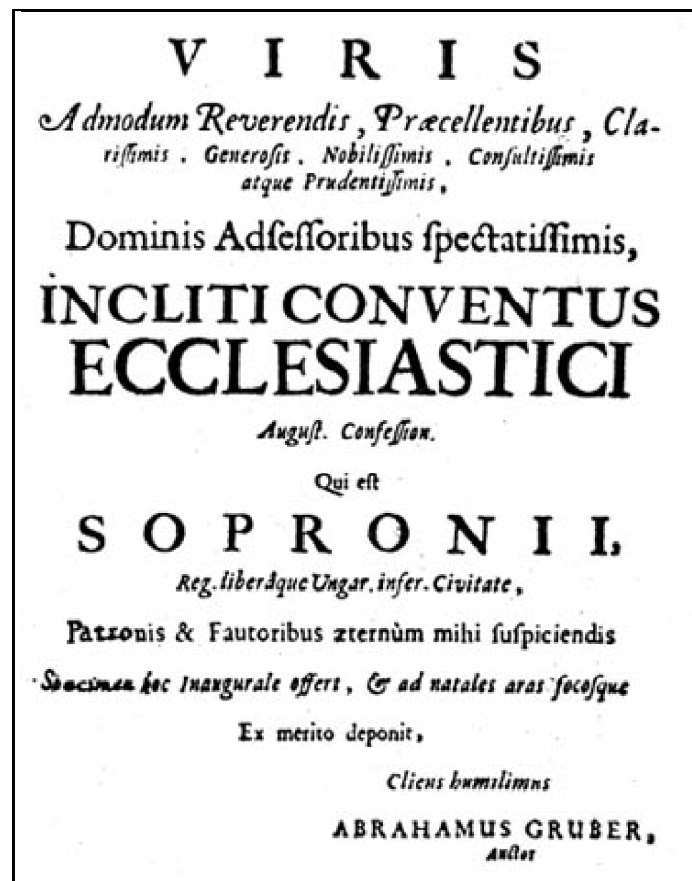 VIRIS
Admodum Reverendis, Præcellentibus, Cla-
riſſimis, Generoſis, Nobiliſſimis, Conſultiſſimis
atque Prudentiſſimis,
Dominis Adſeſſoribus ſpectatiſſimis,
INCLITI CONVENTUS
ECCLESIASTICI
Auguſt. Confeſſion.
Qui eſt
SOPRONII,
Reg. liberáque Ungar. infer. Civitate,
Patronis & Fautoribus æternùm mihi ſuſpiciendis
Specimen hoc Inaugurale offert, & ad natales aras focoſque
Ex merito deponit,
Cliens humilimus
ABRAHAMUS GRUBER,
Auctor